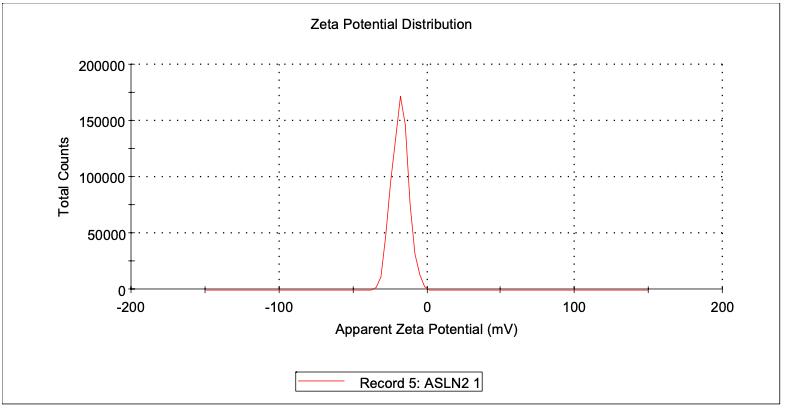 Zeta Potential Distribution
200000
150000
100000
50000
0
Total Counts
-200 -100 0 100 200
Apparent Zeta Potential (mV)
Record 5: ASLN2 1